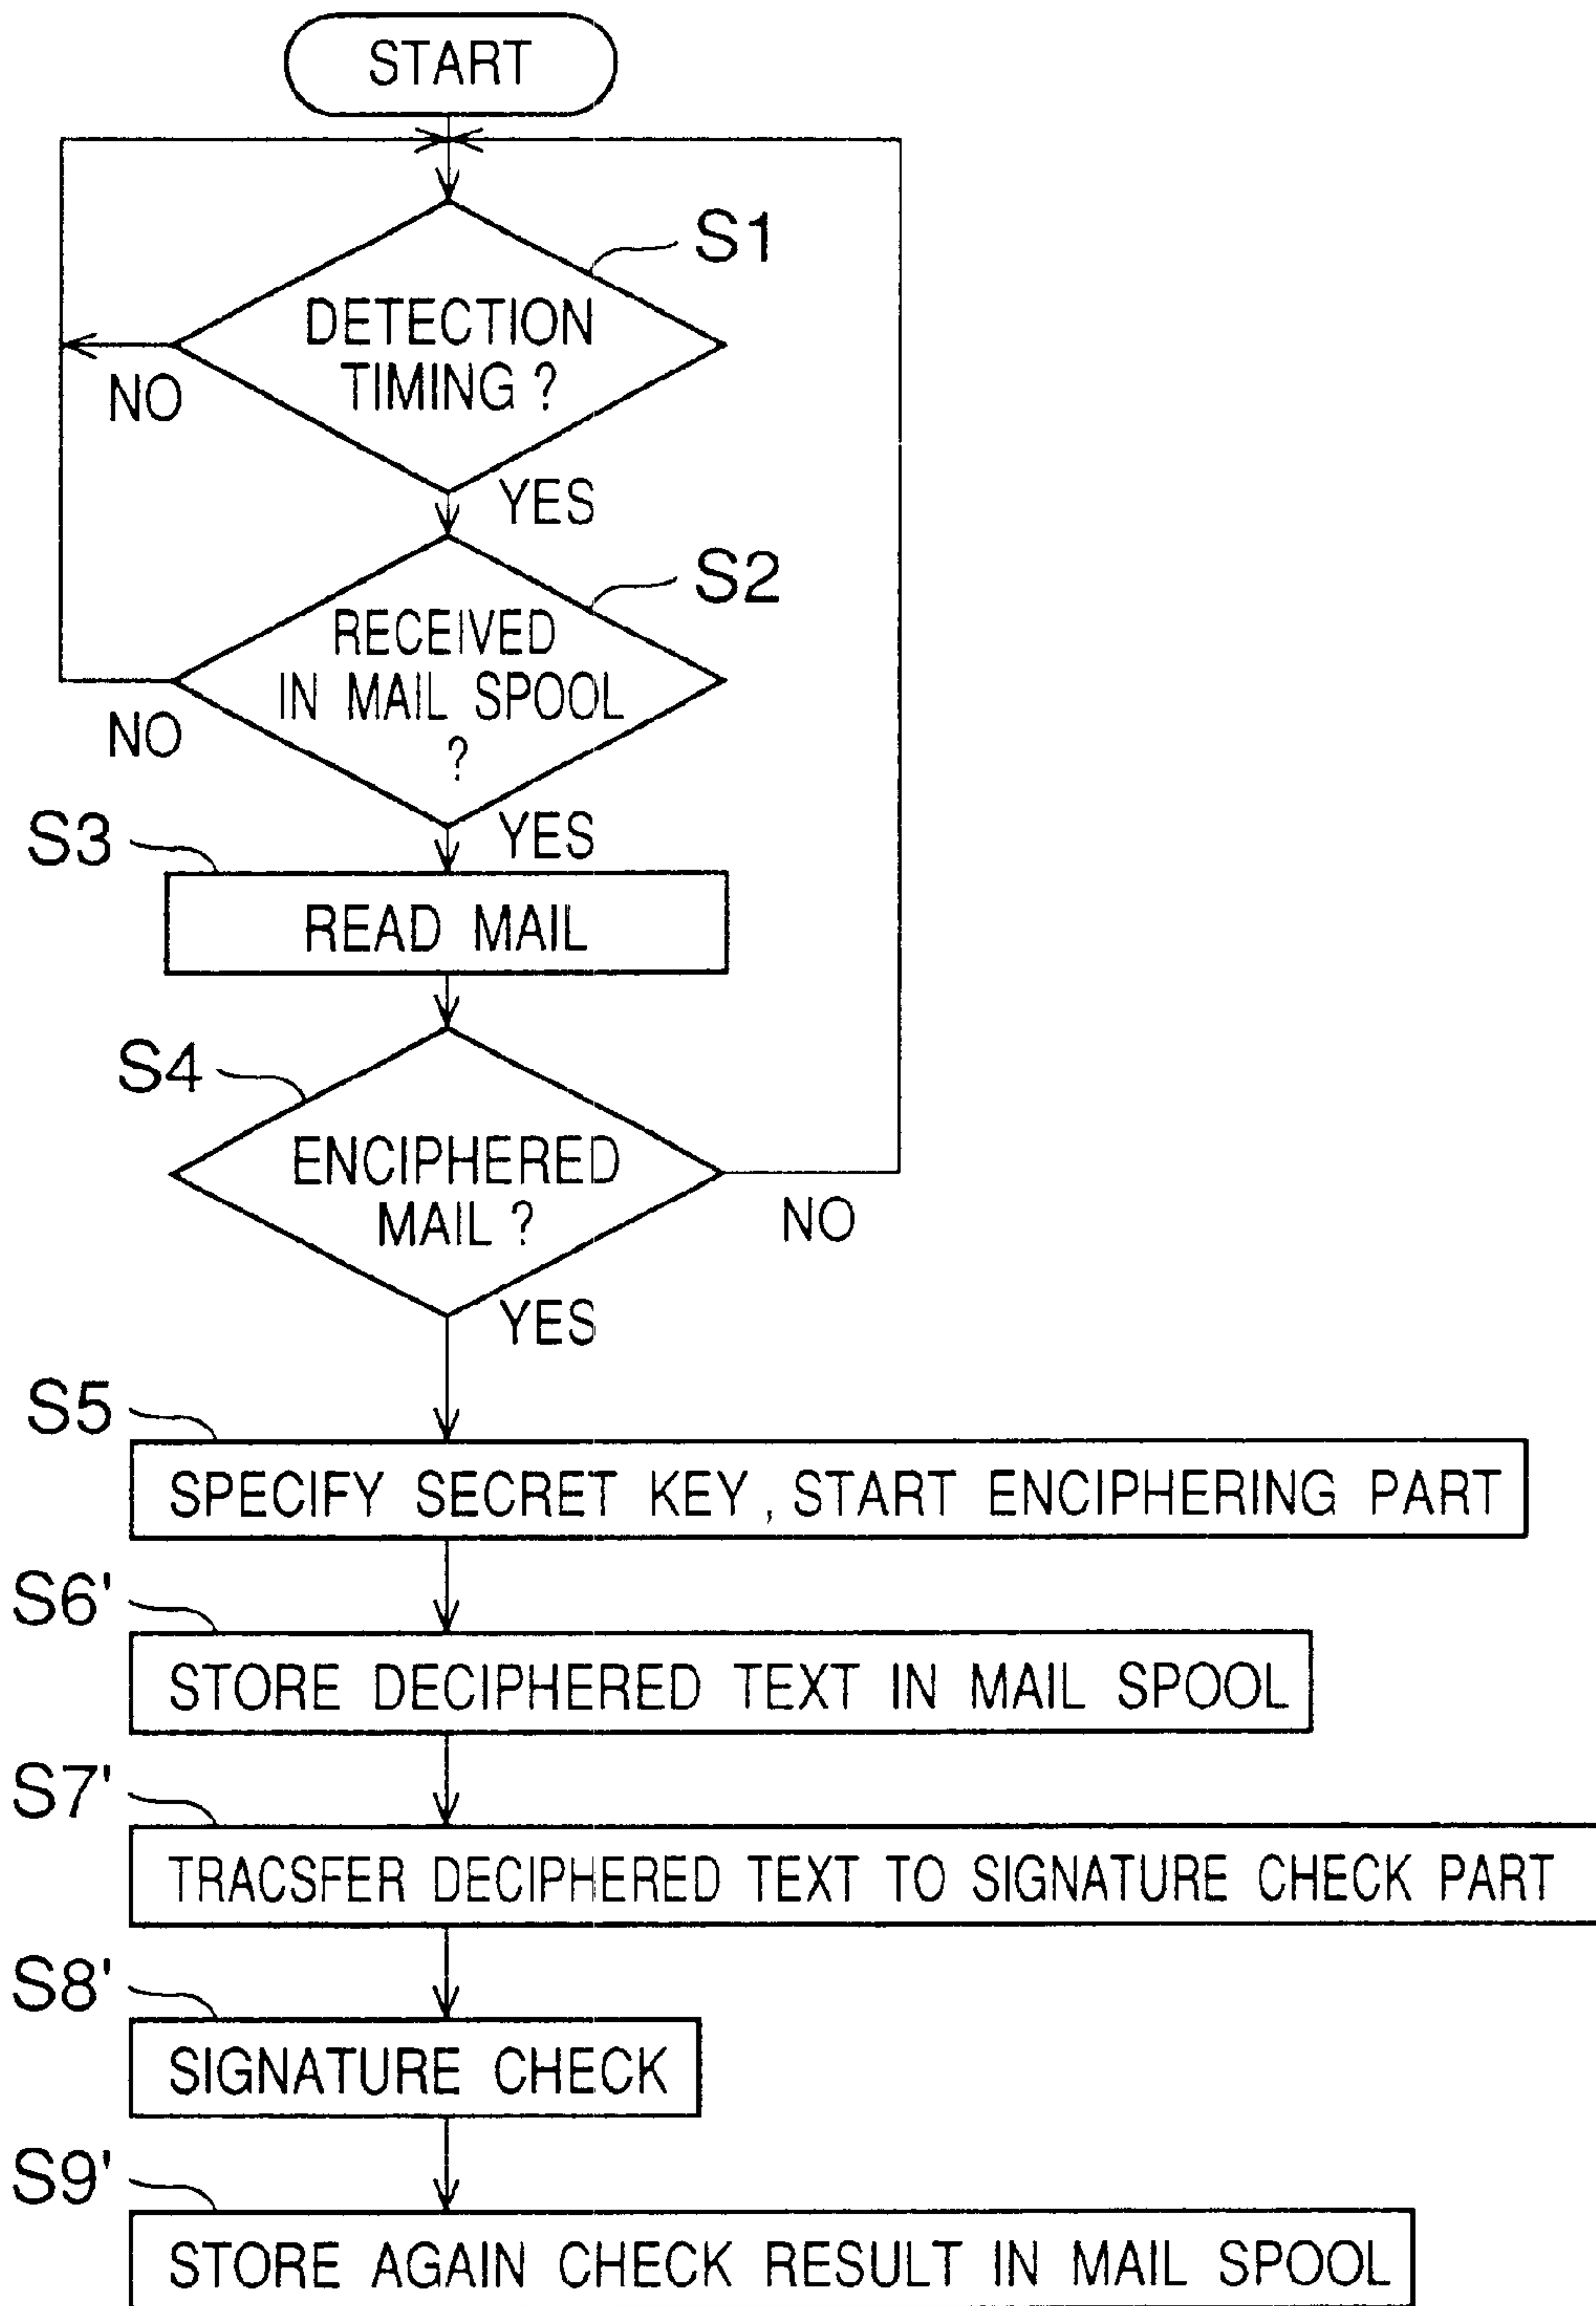 START
S1
DETECTION
TIMING ?
NO
YES
S2
RECEIVED
IN MAIL SPOOL
?
NO
YES
S3
READ MAIL
S4
ENCIPHERED
MAIL ?
NO
YES
S5
SPECIFY SECRET KEY , START ENCIPHERING PART
S6'
STORE DECIPHERED TEXT IN MAIL SPOOL
S7'
TRACSFER DECIPHERED TEXT TO SIGNATURE CHECK PART
S8'
SIGNATURE CHECK
S9'
STORE AGAIN CHECK RESULT IN MAIL SPOOL